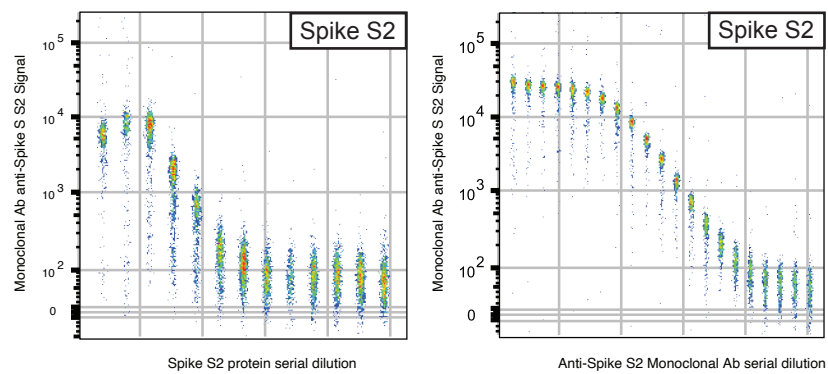 Spike S2
Monoclonal Ab anti-Spike S S2 Signal
10^5
10^4
10^3
10^2
0
Spike S2 protein serial dilution
Spike S2
Monoclonal Ab anti-Spike S S2 Signal
10^5
10^4
10^3
10^2
0
Anti-Spike S2 Monoclonal Ab serial dilution